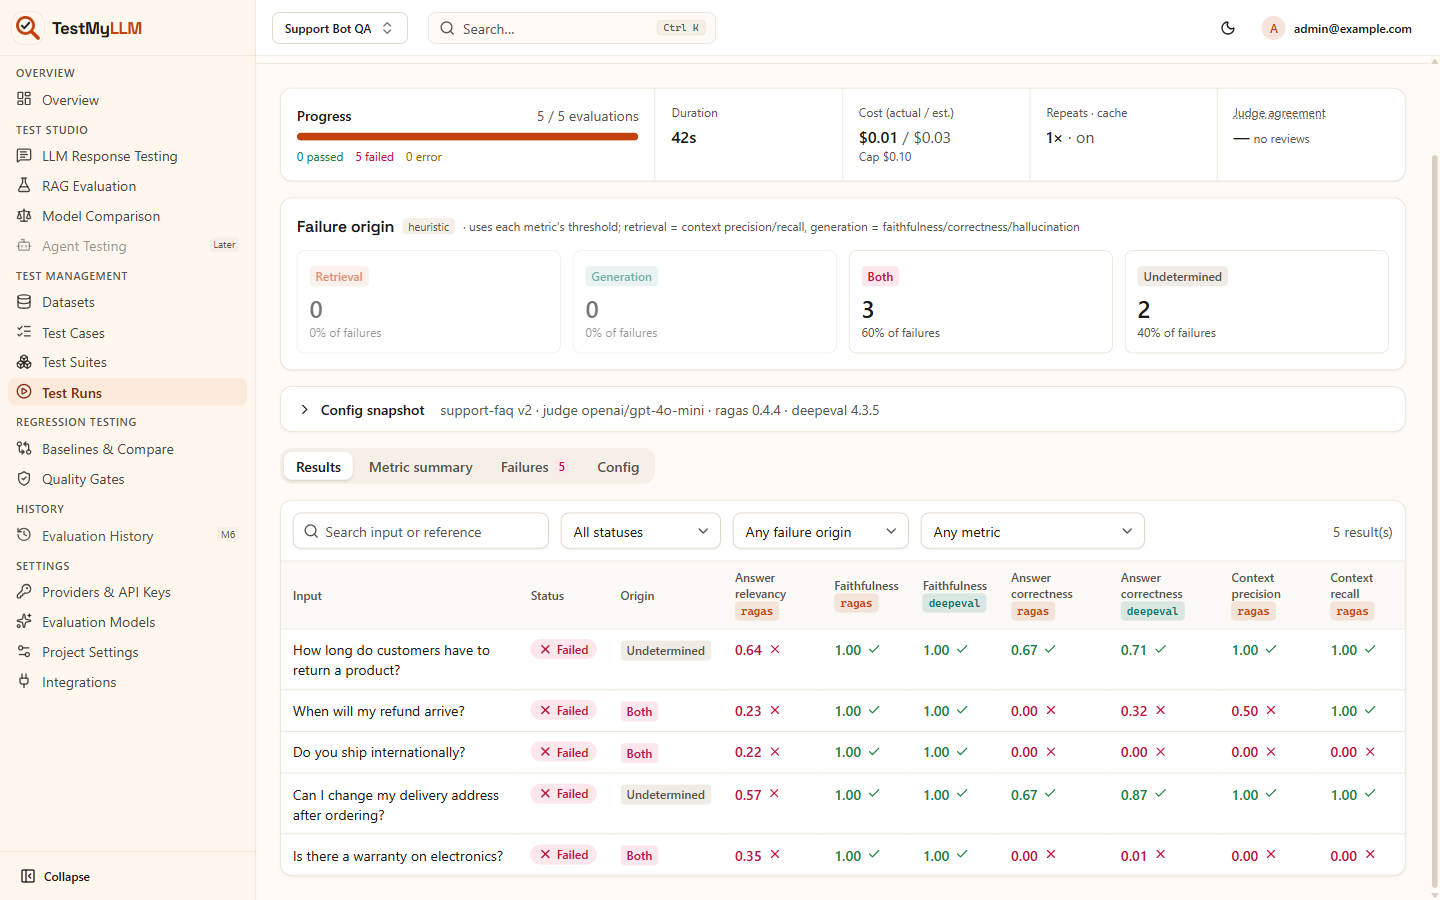 TestMyLLM
Support Bot QA
Search...
Ctrl K
A
admin@example.com
OVERVIEW
Overview
TEST STUDIO
LLM Response Testing
RAG Evaluation
Model Comparison
Agent Testing
Later
TEST MANAGEMENT
Datasets
Test Cases
Test Suites
Test Runs
REGRESSION TESTING
Baselines & Compare
Quality Gates
HISTORY
Evaluation History
M6
SETTINGS
Providers & API Keys
Evaluation Models
Project Settings
Integrations
Collapse
Progress 5 / 5 evaluations
0 passed 5 failed 0 error
Duration
42s
Cost (actual / est.)
$0.01 / $0.03
Cap $0.10
Repeats · cache
1× · on
Judge agreement
— no reviews
Failure origin heuristic · uses each metric's threshold; retrieval = context precision/recall, generation = faithfulness/correctness/hallucination
Retrieval
0
0% of failures
Generation
0
0% of failures
Both
3
60% of failures
Undetermined
2
40% of failures
Config snapshot support-faq v2 · judge openai/gpt-4o-mini · ragas 0.4.4 · deepeval 4.3.5
Results Metric summary Failures 5 Config
Search input or reference
All statuses
Any failure origin
Any metric
5 result(s)
Input
Status
Origin
Answer
relevancy
ragas
Faithfulness
ragas
Faithfulness
deepeval
Answer
correctness
ragas
Answer
correctness
deepeval
Context
precision
ragas
Context
recall
ragas
How long do customers have to
return a product?
Failed Undetermined 0.64 1.00 1.00 0.67 0.71 1.00 1.00
When will my refund arrive? Failed Both 0.23 1.00 1.00 0.00 0.32 0.50 1.00
Do you ship internationally? Failed Both 0.22 1.00 1.00 0.00 0.00 0.00 0.00
Can I change my delivery address
after ordering?
Failed Undetermined 0.57 1.00 1.00 0.67 0.87 1.00 1.00
Is there a warranty on electronics? Failed Both 0.35 1.00 1.00 0.00 0.01 0.00 0.00